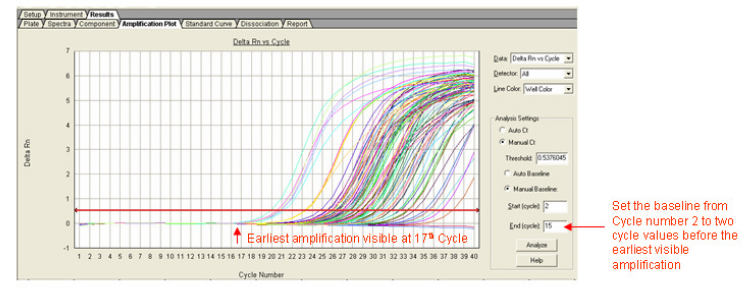 Setup Instrument Results
Plate Spectra Component Amplification Plot Standard Curve Dissociation Report
Delta Rn vs Cycle
7
6
5
4
3
2
1
0
-1
Delta Rn
1 2 3 4 5 6 7 8 9 10 11 12 13 14 15 16 17 18 19 20 21 22 23 24 25 26 27 28 29 30 31 32 33 34 35 36 37 38 39 40
Cycle Number
Earliest amplification visible at 17th Cycle
Data: Delta Rn vs Cycle
Detector: All
Line Color: Well Color
Analysis Settings
Auto Ct
Manual Ct
Threshold: 0.5376045
Auto Baseline
Manual Baseline:
Start (cycle): 2
End (cycle): 15
Analyze
Help
Set the baseline from
Cycle number 2 to two
cycle values before the
earliest visible
amplification